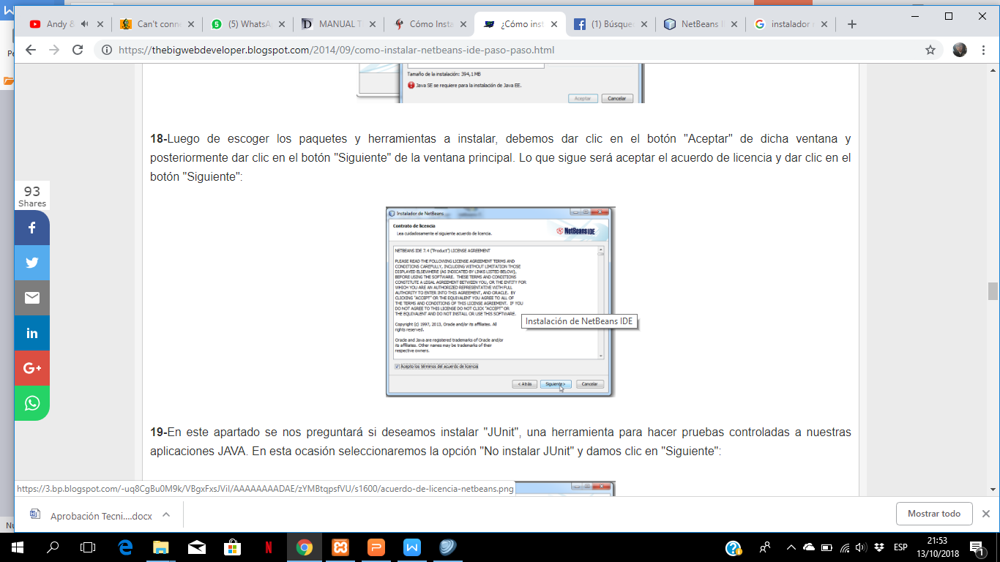 Andy &
Can't conn
(5) WhatsA
MANUAL T
Cómo Insta
¿Cómo inst
(1) Búsque
NetBeans I
instalador
https://thebigwebdeveloper.blogspot.com/2014/09/como-instalar-netbeans-ide-paso-paso.html
Tamaño de la instalación: 394,1 MB
Java SE se requiere para la instalación de Java EE.
Aceptar Cancelar
18-Luego de escoger los paquetes y herramientas a instalar, debemos dar clic en el botón "Aceptar" de dicha ventana y
posteriormente dar clic en el botón "Siguiente" de la ventana principal. Lo que sigue será aceptar el acuerdo de licencia y dar clic en el
botón "Siguiente":
93
Shares
Instalador de NetBeans
Contrato de licencia
Lea cuidadosamente el siguiente acuerdo de licencia.
NetBeans IDE
NETBEANS IDE 7.4 ("Product") LICENSE AGREEMENT
PLEASE READ THE FOLLOWING LICENSE AGREEMENT TERMS AND
CONDITIONS CAREFULLY, INCLUDING WITHOUT LIMITATION THOSE
DISPLAYED ELSEWHERE (AS INDICATED BY LINKS LISTED BELOW),
BEFORE USING THE SOFTWARE. THESE TERMS AND CONDITIONS
CONSTITUTE A LEGAL AGREEMENT BETWEEN YOU, OR THE ENTITY FOR
WHICH YOU ARE AN AUTHORIZED REPRESENTATIVE WITH FULL
AUTHORITY TO ENTER INTO THIS AGREEMENT, AND ORACLE. BY
CLICKING "ACCEPT" OR THE EQUIVALENT YOU AGREE TO ALL OF
THE TERMS AND CONDITIONS OF THIS LICENSE AGREEMENT. IF YOU
DO NOT AGREE TO THIS LICENSE DO NOT CLICK "ACCEPT" OR
THE EQUIVALENT AND DO NOT INSTALL OR USE THIS SOFTWARE.
Copyright (c) 1997, 2013, Oracle and/or its affiliates. All
rights reserved.
Oracle and Java are registered trademarks of Oracle and/or
its affiliates. Other names may be trademarks of their
respective owners.
Instalación de NetBeans IDE
Acepto los términos del acuerdo de licencia
< Atrás Siguiente > Cancelar
19-En este apartado se nos preguntará si deseamos instalar "JUnit", una herramienta para hacer pruebas controladas a nuestras
aplicaciones JAVA. En esta ocasión seleccionaremos la opción "No instalar JUnit" y damos clic en "Siguiente":
https://3.bp.blogspot.com/-uq8CgBu0M9k/VBgxFxsJViI/AAAAAAAADAE/zYMBtqpsfVU/s1600/acuerdo-de-licencia-netbeans.png
Aprobación Tecni....docx
Mostrar todo
ESP
21:53
13/10/2018